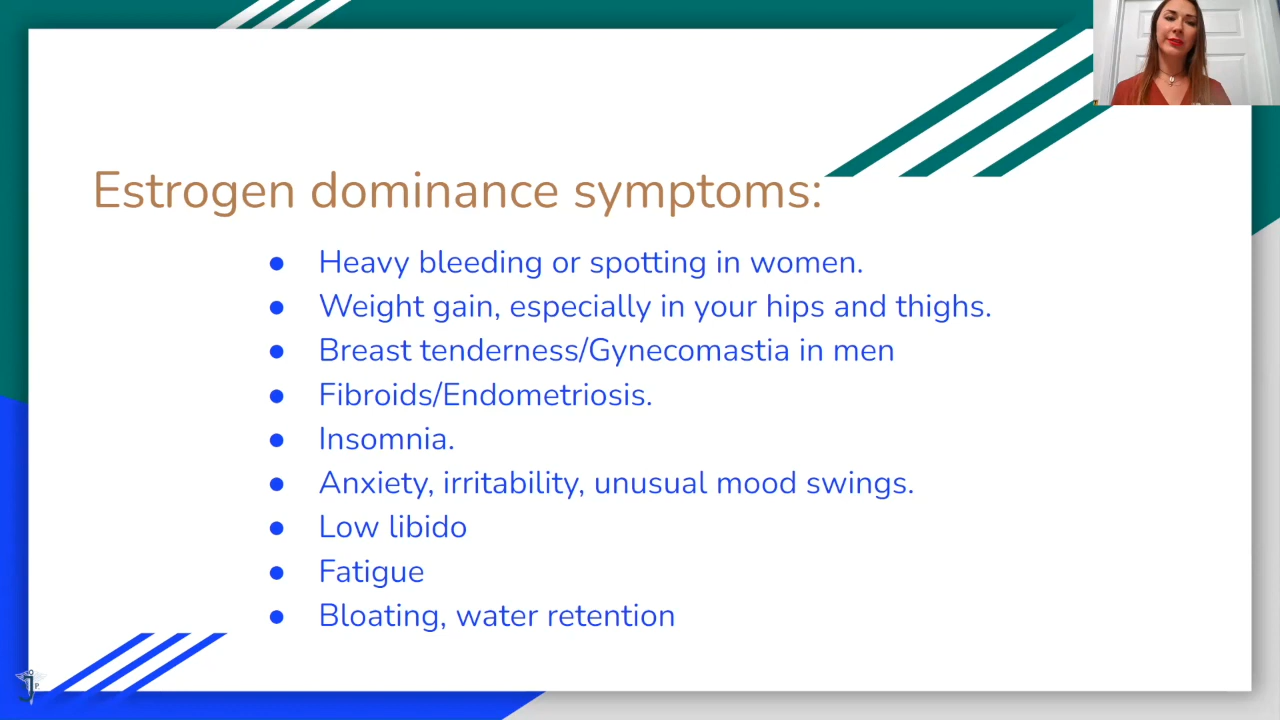 Estrogen dominance symptoms:
● Heavy bleeding or spotting in women.
● Weight gain, especially in your hips and thighs.
● Breast tenderness/Gynecomastia in men
● Fibroids/Endometriosis.
● Insomnia.
● Anxiety, irritability, unusual mood swings.
● Low libido
● Fatigue
● Bloating, water retention